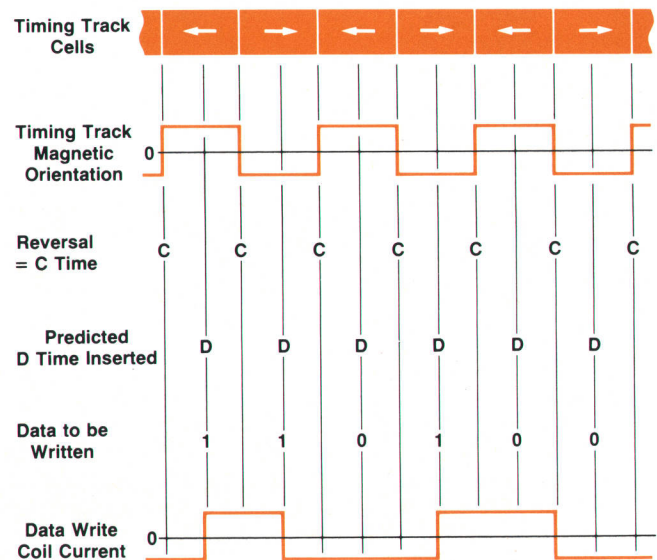 Timing Track
Cells
Timing Track
Magnetic
Orientation
0
Reversal
= C Time
C C C C C C C
Predicted
D Time Inserted
D D D D D D
Data to be
Written
1 1 0 1 0 0
Data Write
Coil Current
0